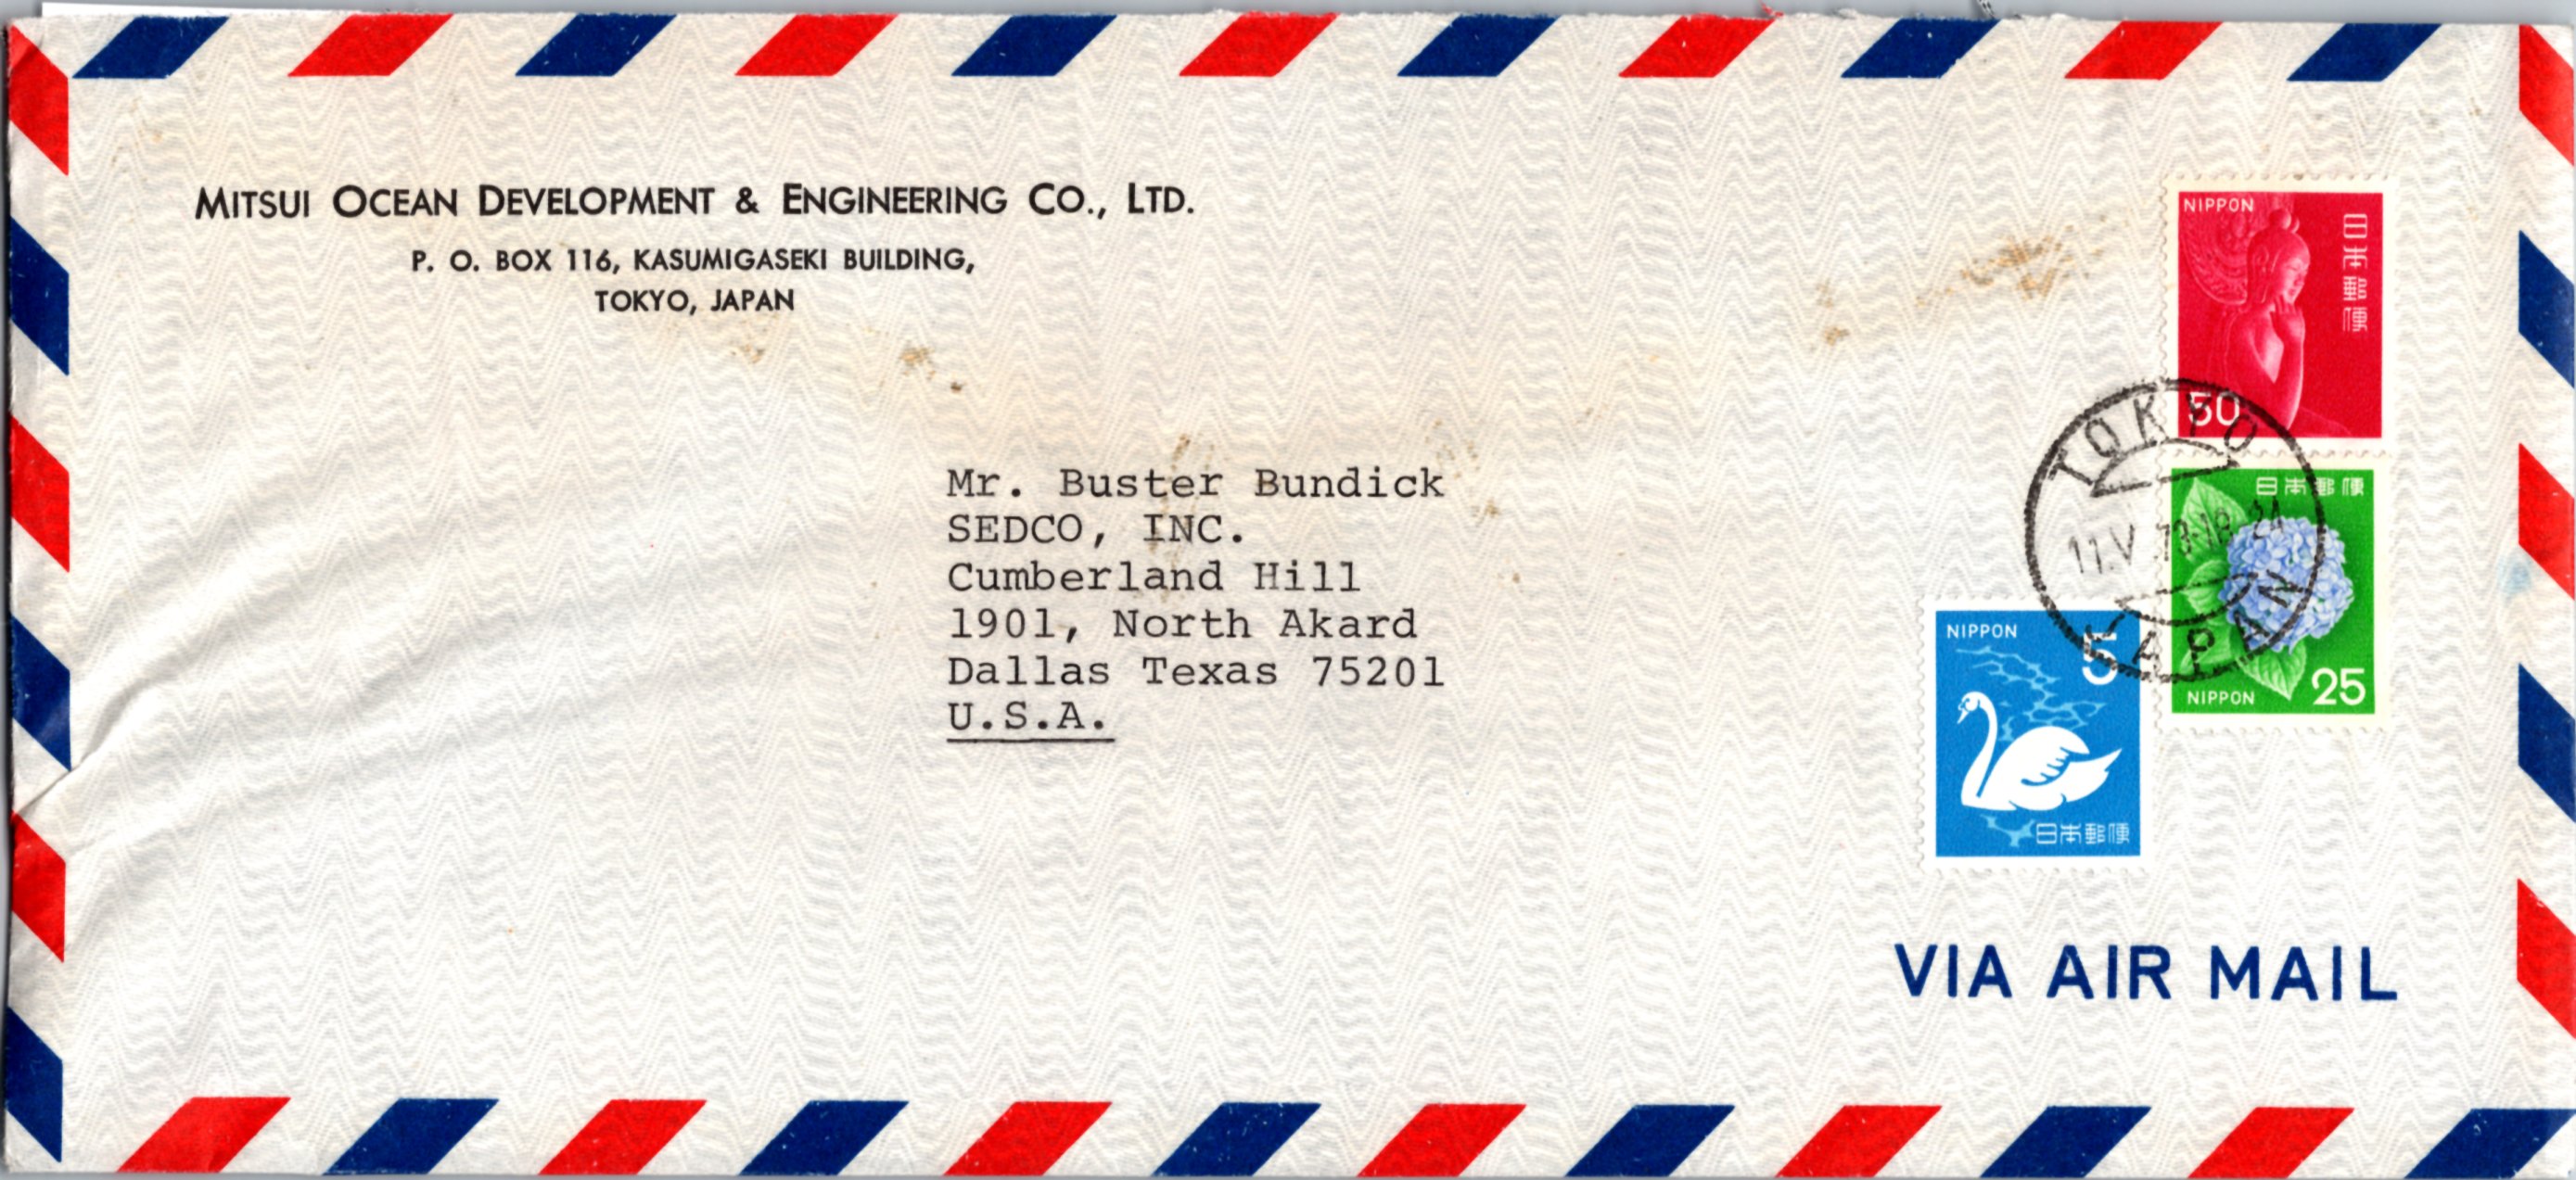 MITSUI OCEAN DEVELOPMENT & ENGINEERING CO., LTD.
P. O. BOX 116, KASUMIGASEKI BUILDING,
TOKYO, JAPAN
Mr. Buster Bundick
SEDCO, INC.
Cumberland Hill
1901, North Akard
Dallas Texas 75201
U.S.A.
NIPPON
日本郵便
50
TOKYO
11.V
JAPAN
日本郵便
NIPPON 25
NIPPON 5
日本郵便
VIA AIR MAIL